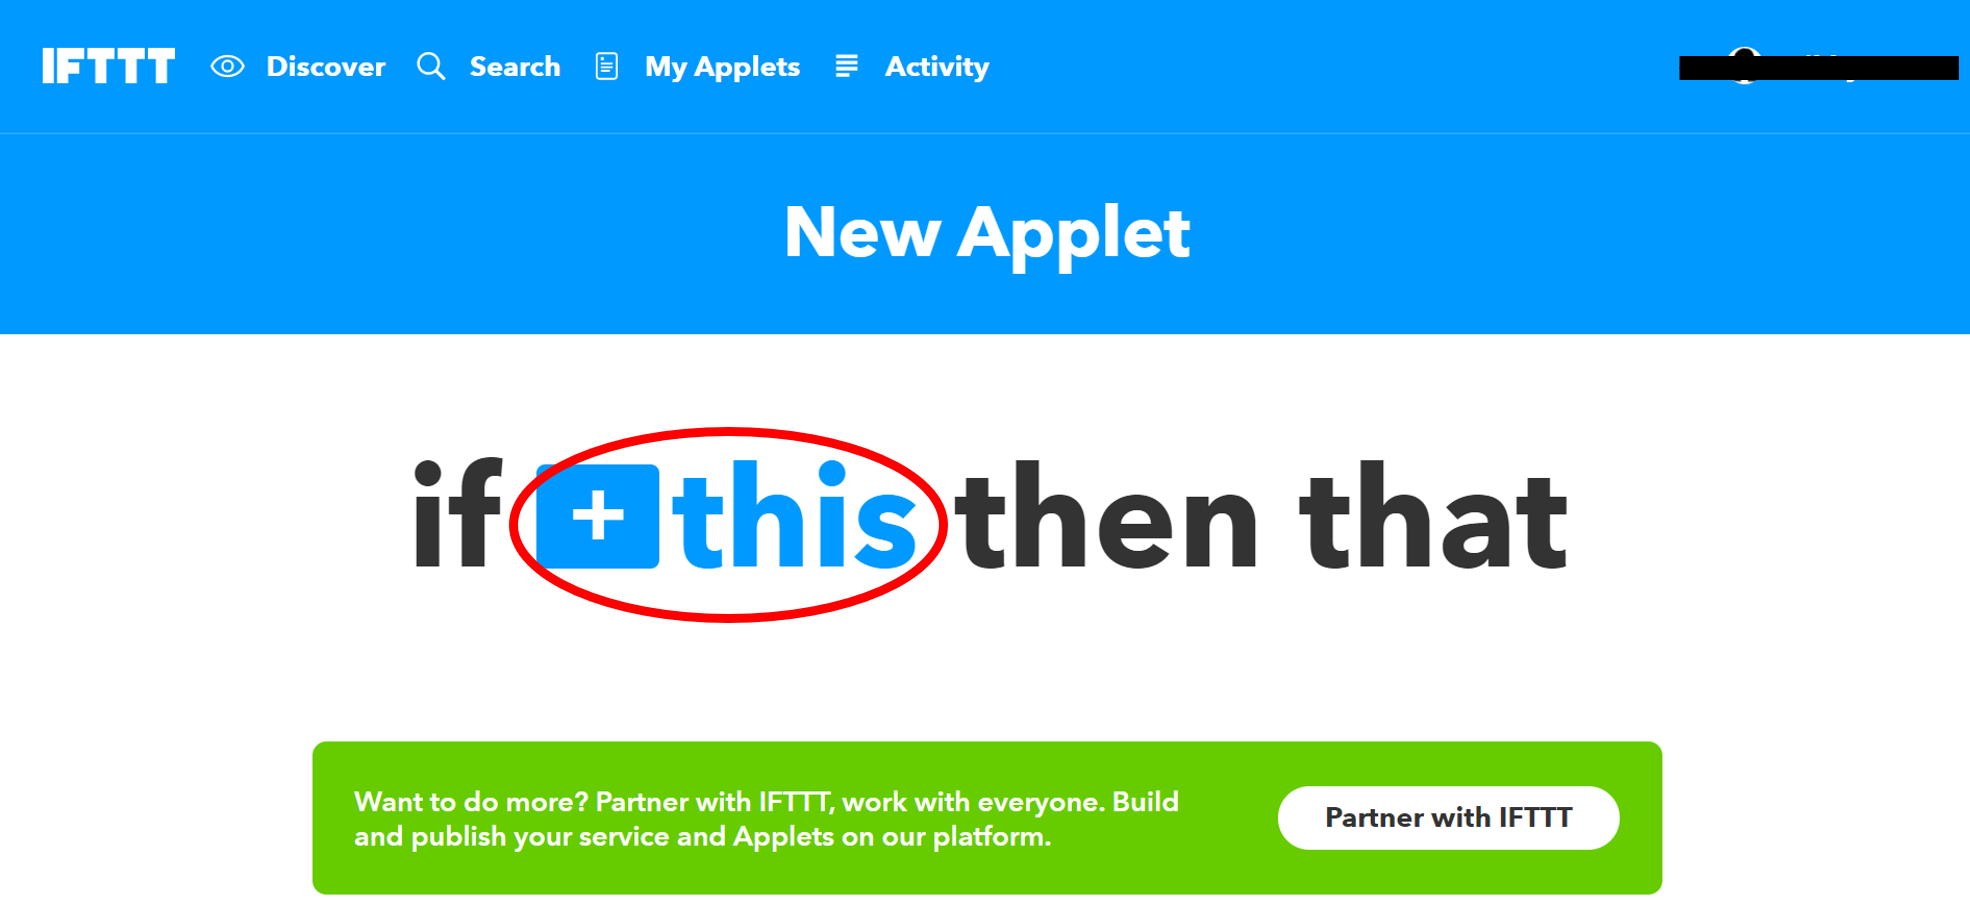 IFTTT Discover Search My Applets Activity
New Applet
if + this then that
Want to do more? Partner with IFTTT, work with everyone. Build
and publish your service and Applets on our platform.
Partner with IFTTT